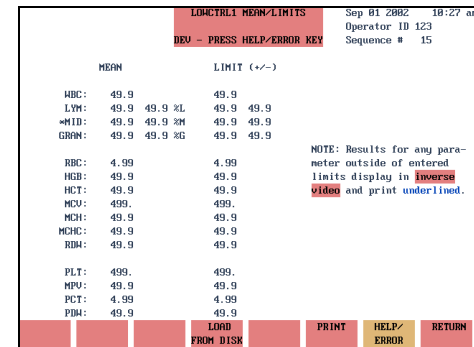 LOWCTRL1 MEAN/LIMITS Sep 01 2002 10:27 am
Operator ID 123
DEV - PRESS HELP/ERROR KEY Sequence # 15
MEAN LIMIT (+/-)
WBC: 49.9 49.9
LYM: 49.9 49.9 %L 49.9 49.9
*MID: 49.9 49.9 %M 49.9 49.9
GRAN: 49.9 49.9 %G 49.9 49.9
RBC: 4.99 4.99
HGB: 49.9 49.9
HCT: 49.9 49.9
MCV: 499. 499.
MCH: 49.9 49.9
MCHC: 49.9 49.9
RDW: 49.9 49.9
PLT: 499. 499.
MPV: 49.9 49.9
PCT: 4.99 4.99
PDW: 49.9 49.9
NOTE: Results for any para-
meter outside of entered
limits display in inverse
video and print underlined.
LOAD FROM DISK
PRINT
HELP/
ERROR
RETURN